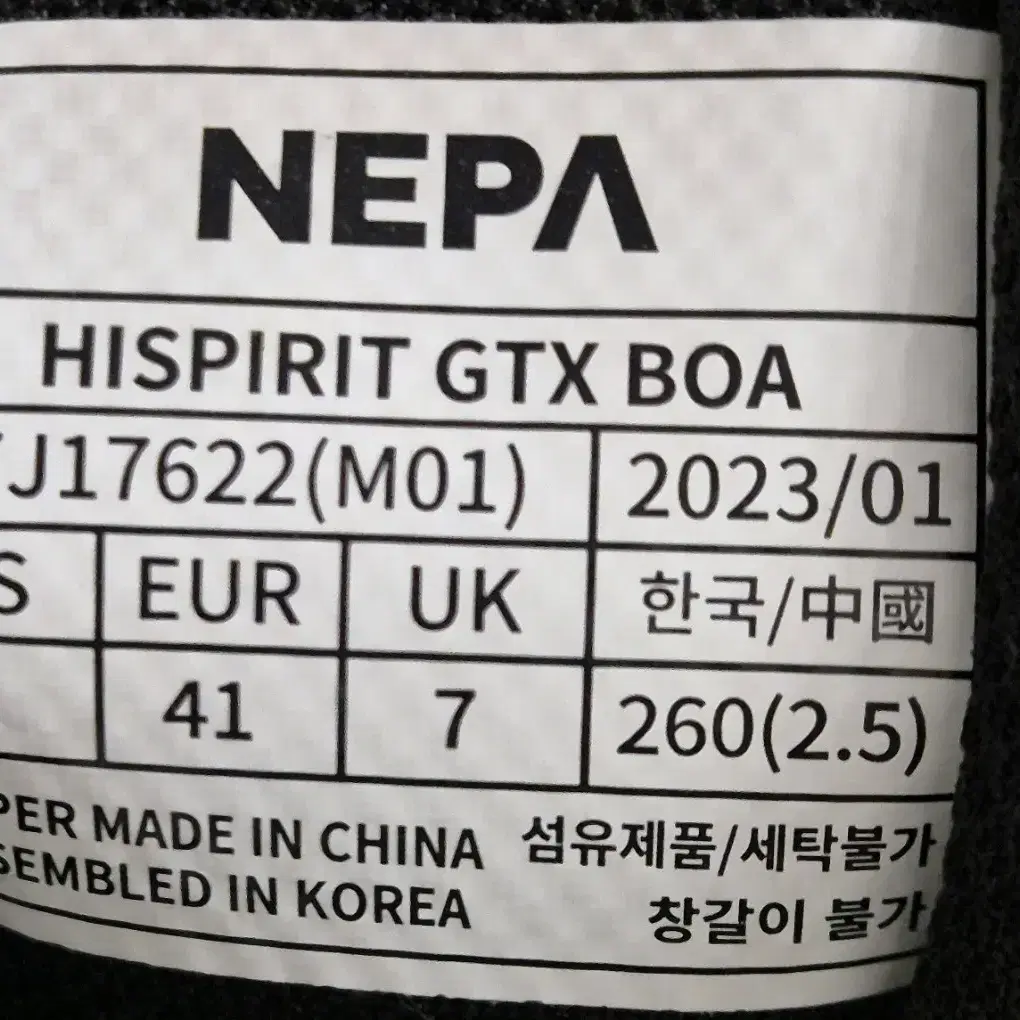 NEPA
HISPIRIT GTX BOA
J17622(M01) 2023/01
S EUR UK 한국/中國
41 7 260(2.5)
PER MADE IN CHINA 섬유제품/세탁불가
SEMBLED IN KOREA 창갈이 불가